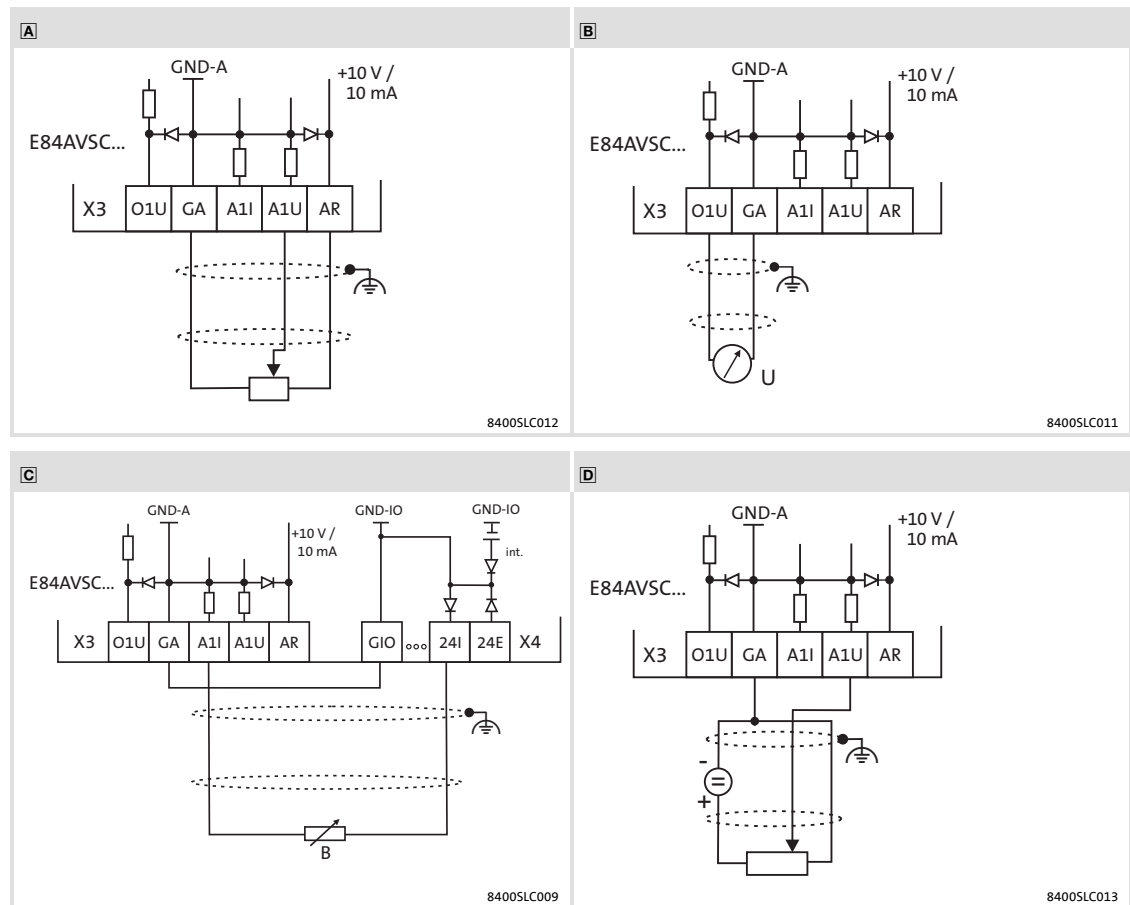 A
GND-A
+10 V /
10 mA
E84AVSC...
X3 O1U GA A1I A1U AR
8400SLC012
B
GND-A
+10 V /
10 mA
E84AVSC...
X3 O1U GA A1I A1U AR
U
8400SLC011
C
GND-A GND-IO GND-IO
+10 V /
10 mA
int.
E84AVSC...
X3 O1U GA A1I A1U AR GIO 24I 24E X4
B
8400SLC009
D
GND-A
+10 V /
10 mA
E84AVSC...
X3 O1U GA A1I A1U AR
-
=
+
8400SLC013